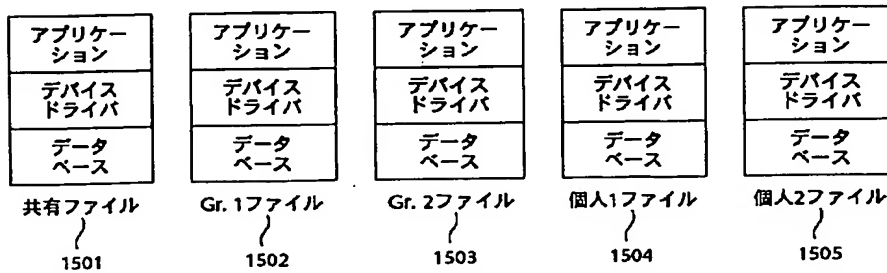 アプリケー
ション
デバイス
ドライバ
データ
ベース
共有ファイル
1501
アプリケー
ション
デバイス
ドライバ
データ
ベース
Gr. 1ファイル
1502
アプリケー
ション
デバイス
ドライバ
データ
ベース
Gr. 2ファイル
1503
アプリケー
ション
デバイス
ドライバ
データ
ベース
個人1ファイル
1504
アプリケー
ション
デバイス
ドライバ
データ
ベース
個人2ファイル
1505